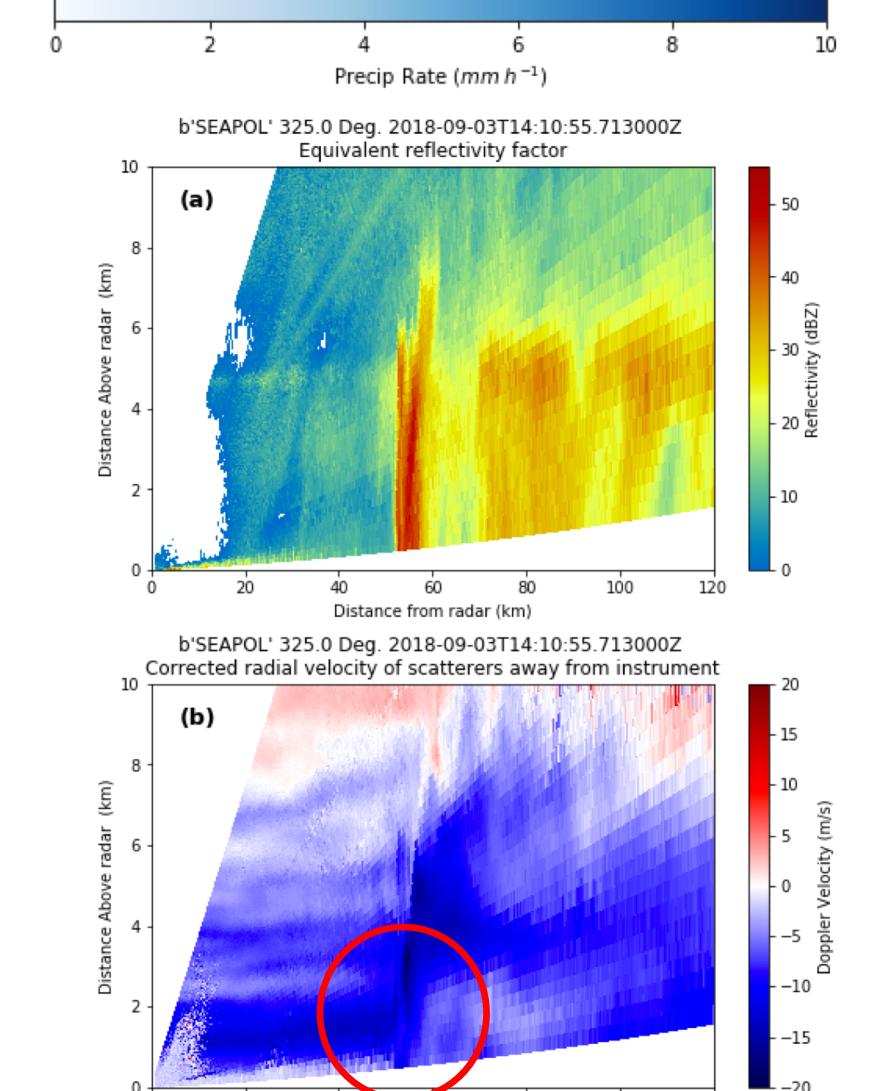 0 2 4 6 8 10
Precip Rate (mm h⁻¹)
b'SEAPOL' 325.0 Deg. 2018-09-03T14:10:55.713000Z
Equivalent reflectivity factor
(a)
10
8
6
4
2
0
Distance Above radar (km)
0 20 40 60 80 100 120
Distance from radar (km)
50
40
30
20
10
0
Reflectivity (dBZ)
b'SEAPOL' 325.0 Deg. 2018-09-03T14:10:55.713000Z
Corrected radial velocity of scatterers away from instrument
(b)
10
8
6
4
2
0
Distance Above radar (km)
20
15
10
5
0
−5
−10
−15
−20
Doppler Velocity (m/s)